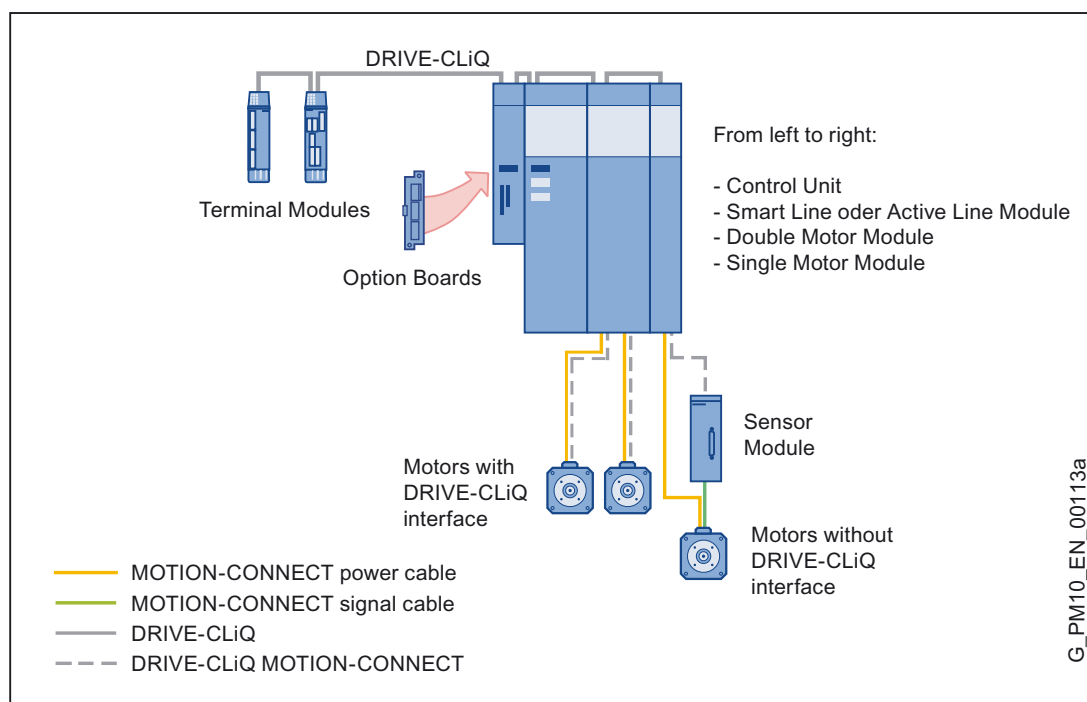 DRIVE-CLiQ
Terminal Modules
Option Boards
From left to right:
- Control Unit
- Smart Line oder Active Line Module
- Double Motor Module
- Single Motor Module
Sensor
Module
Motors with
DRIVE-CLiQ
interface
Motors without
DRIVE-CLiQ
interface
MOTION-CONNECT power cable
MOTION-CONNECT signal cable
DRIVE-CLiQ
DRIVE-CLiQ MOTION-CONNECT
G_PM10_EN_00113a